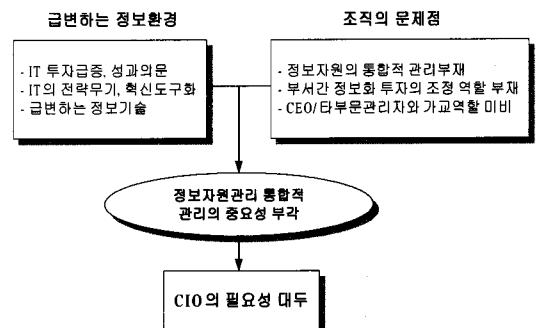 급변하는 정보환경
- IT 투자급증, 성과의문
- IT의 전략무기, 혁신도구화
- 급변하는 정보기술
조직의 문제점
- 정보자원의 통합적 관리부재
- 부서간 정보화 투자의 조정 역할 부재
- CEO/타부문관리자와 가교역할 미비
정보자원관리 통합적
관리의 중요성 부각
CIO의 필요성 대두